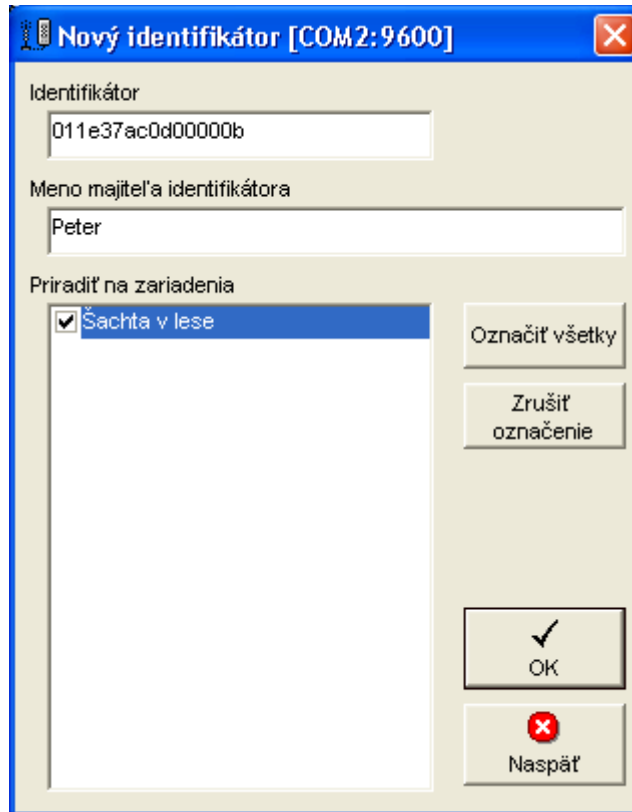 Nový identifikátor [COM2:9600]
Identifikátor
011e37ac0d00000b
Meno majiteľa identifikátora
Peter
Priradiť na zariadenia
Šachta v lese
Označiť všetky
Zrušiť
označenie
OK
Naspäť